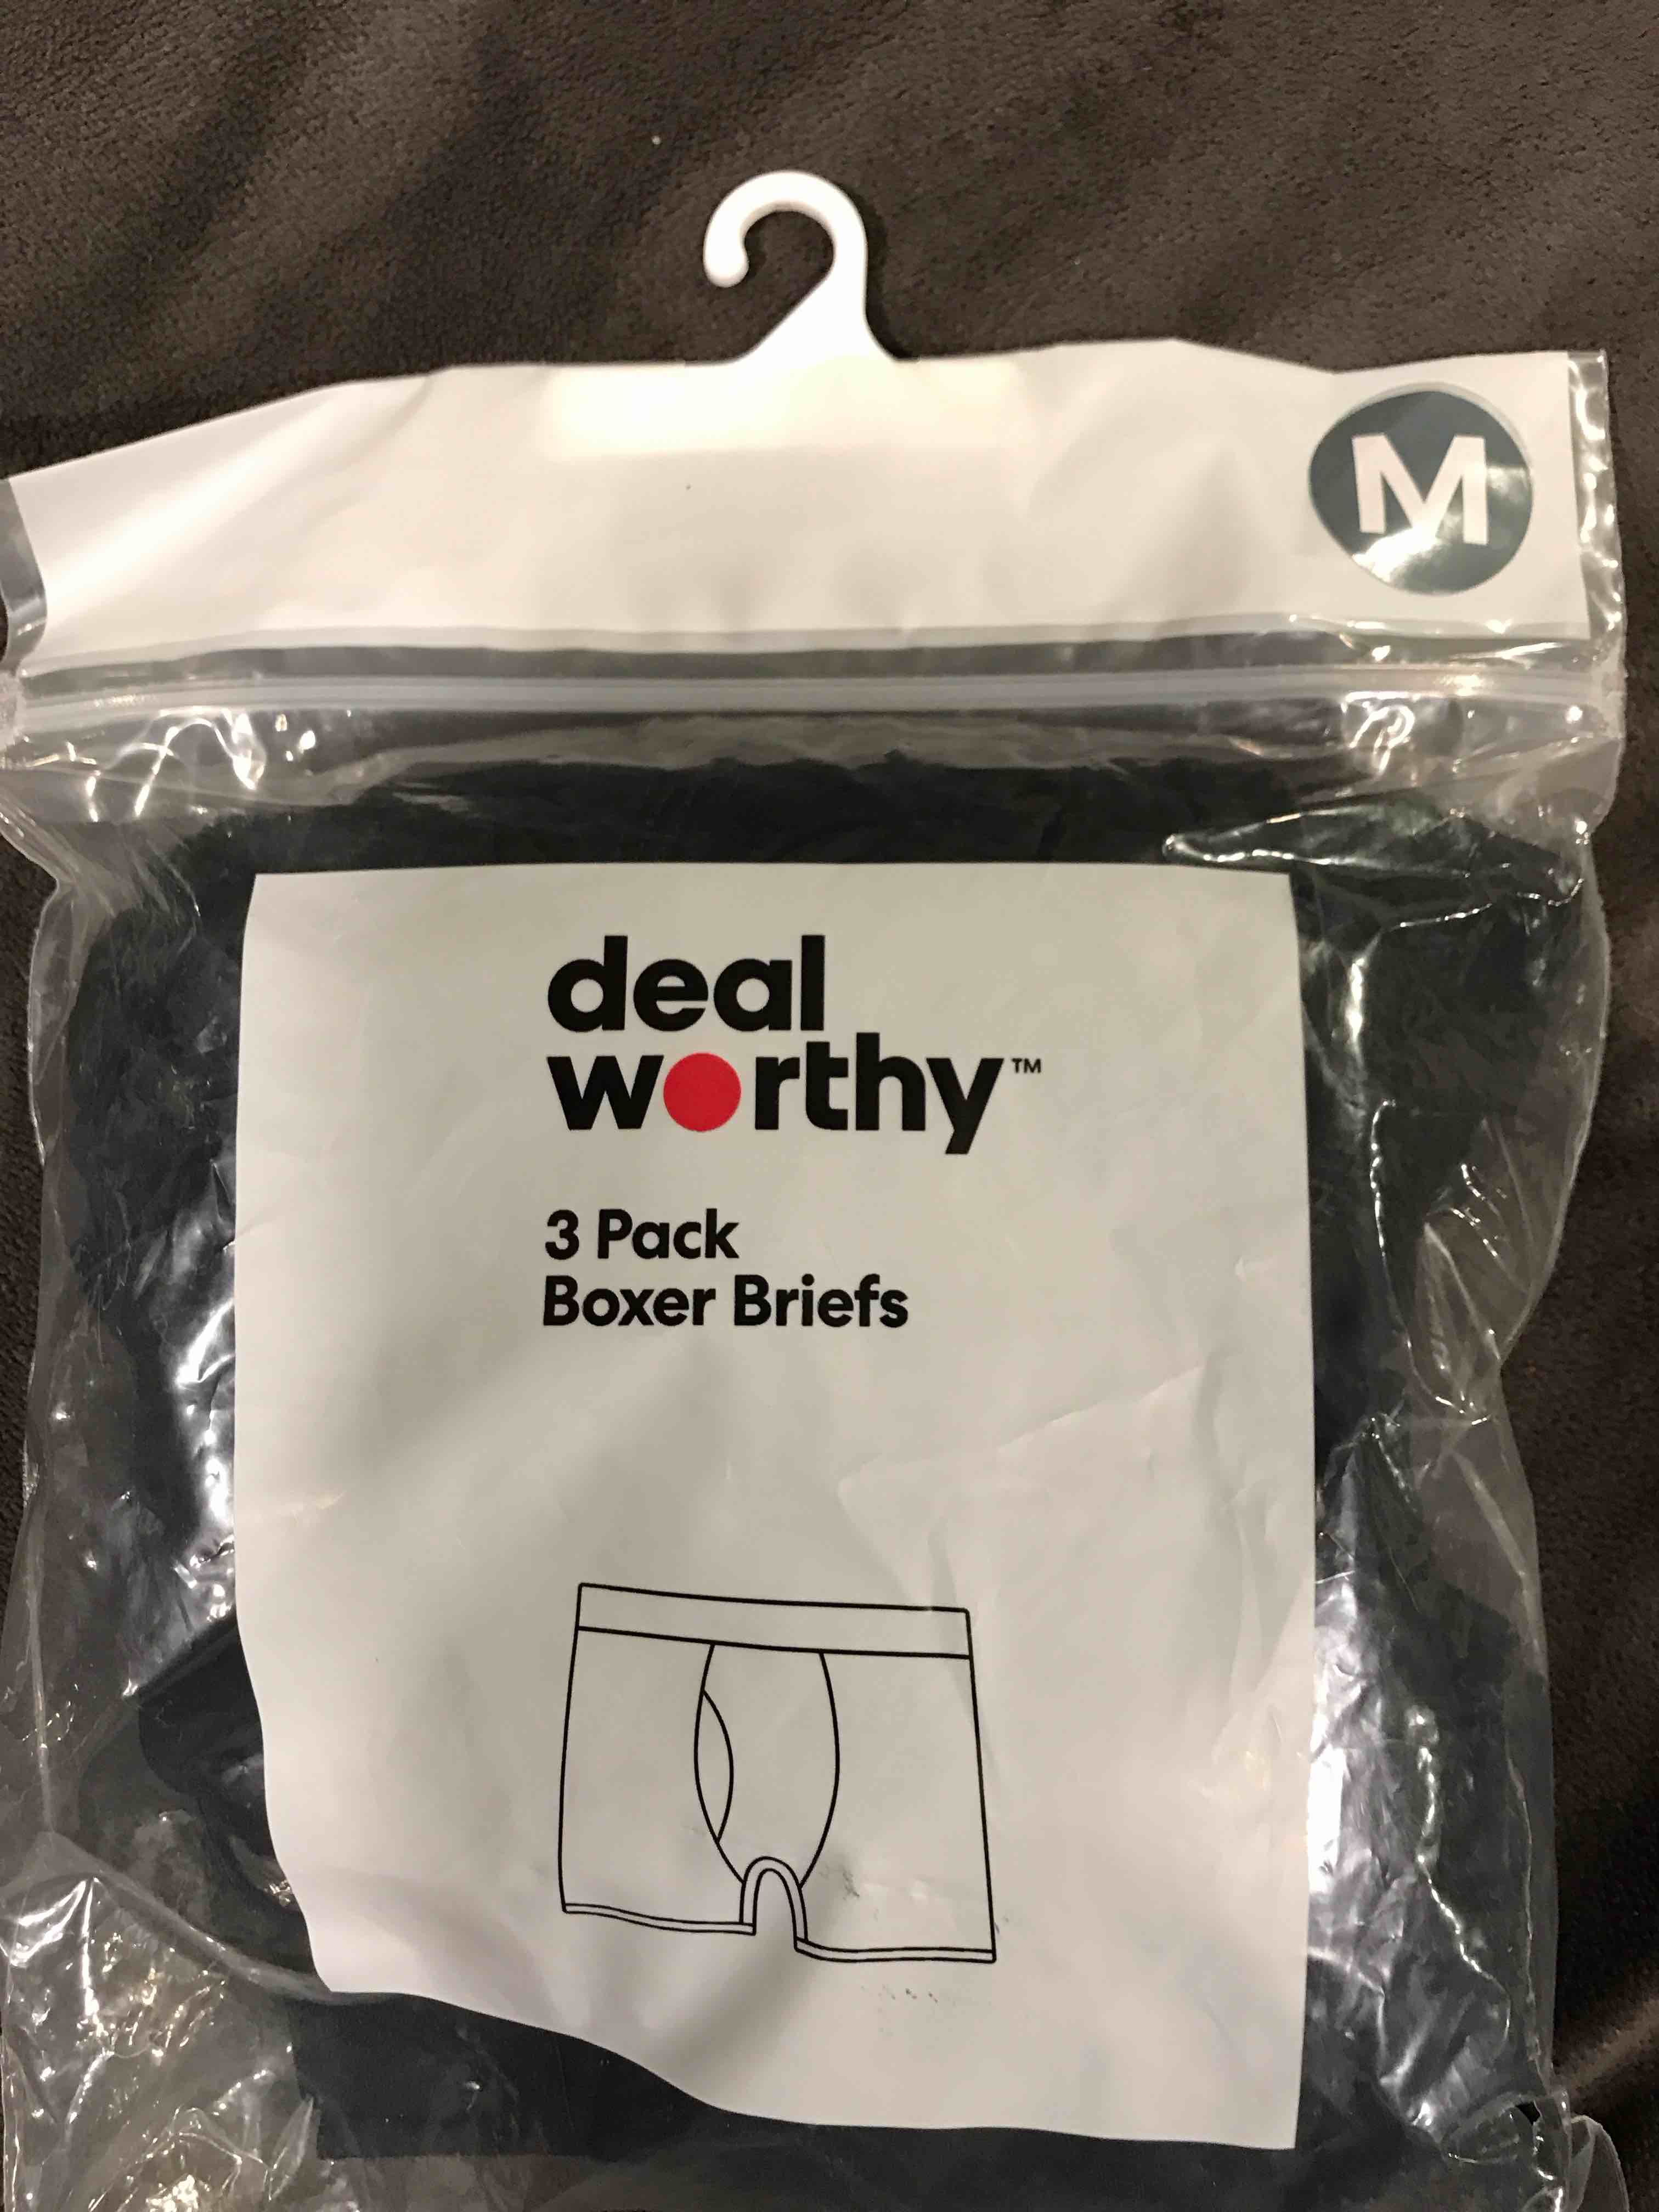 M
deal
worthy™
3 Pack
Boxer Briefs